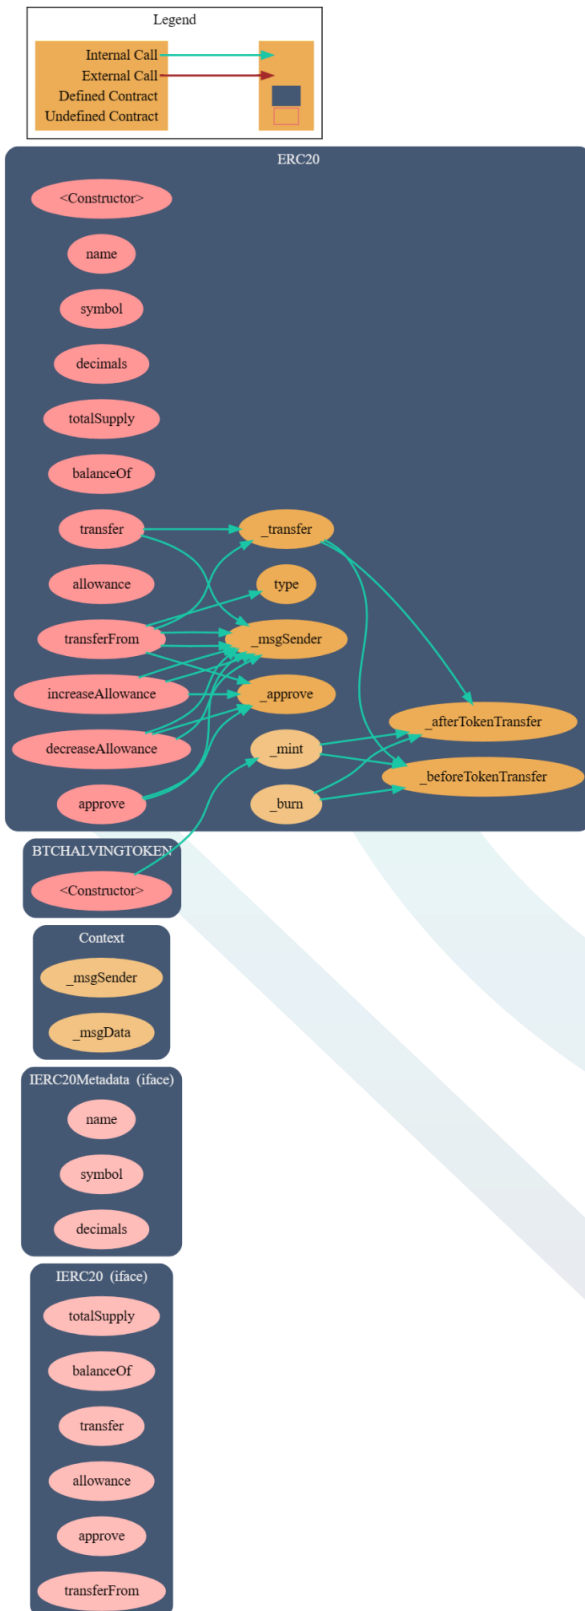 Legend
Internal Call
External Call
Defined Contract
Undefined Contract
ERC20
<Constructor>
name
symbol
decimals
totalSupply
balanceOf
transfer
_transfer
allowance
type
transferFrom
_msgSender
increaseAllowance
_approve
_afterTokenTransfer
decreaseAllowance
_mint
_beforeTokenTransfer
approve
_burn
BTCHALVINGTOKEN
<Constructor>
Context
_msgSender
_msgData
IERC20Metadata (iface)
name
symbol
decimals
IERC20 (iface)
totalSupply
balanceOf
transfer
allowance
approve
transferFrom